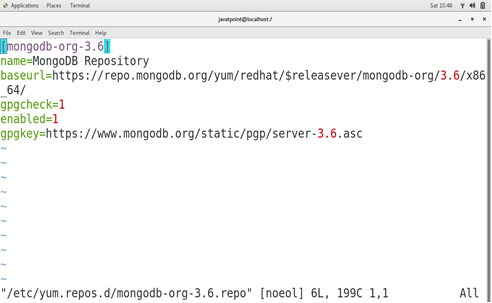 Applications Places Terminal Sat 15:48
javatpoint@localhost:/
File Edit View Search Terminal Help
[mongodb-org-3.6]
name=MongoDB Repository
baseurl=https://repo.mongodb.org/yum/redhat/$releasever/mongodb-org/3.6/x86
_64/
gpgcheck=1
enabled=1
gpgkey=https://www.mongodb.org/static/pgp/server-3.6.asc
~
~
~
~
~
~
~
~
~
~
"/etc/yum.repos.d/mongodb-org-3.6.repo" [noeol] 6L, 199C 1,1 All